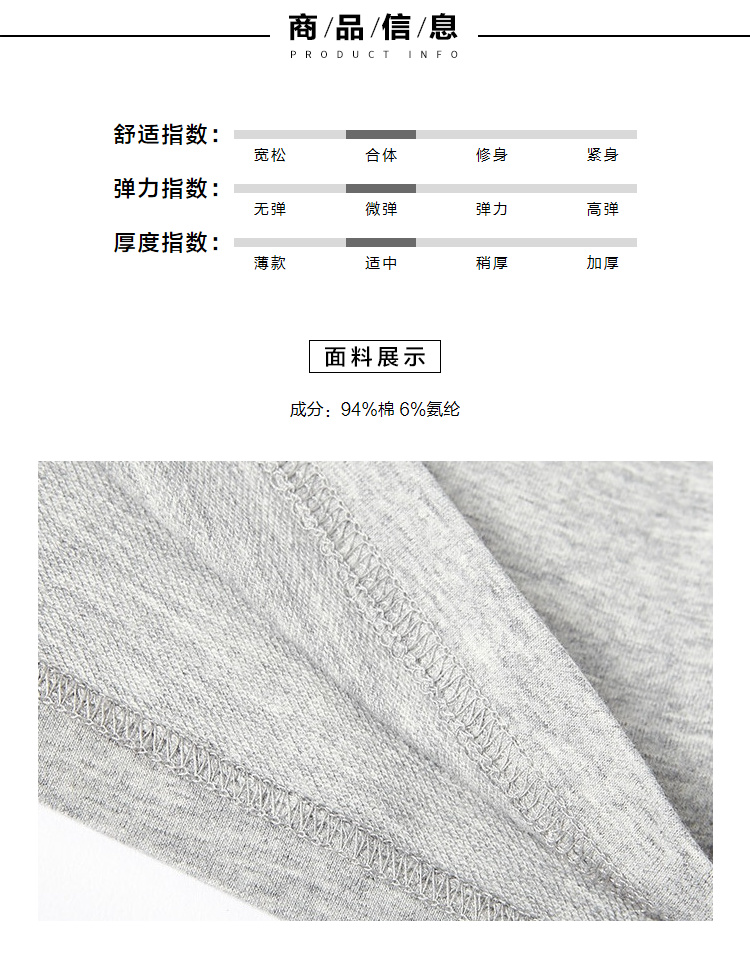 商/品/信/息
PRODUCT INFO
舒适指数：
宽松 合体 修身 紧身
弹力指数：
无弹 微弹 弹力 高弹
厚度指数：
薄款 适中 稍厚 加厚
面料展示
成分：94%棉 6%氨纶